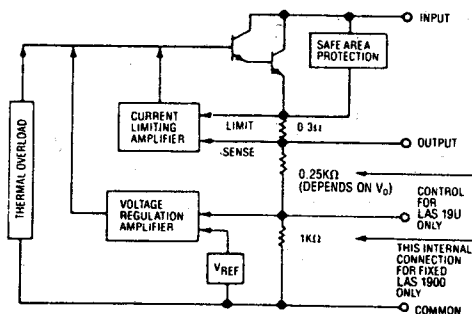 INPUT
SAFE AREA
PROTECTION
THERMAL OVERLOAD
CURRENT
LIMITING
AMPLIFIER
LIMIT
0.3Ω
SENSE
OUTPUT
0.25KΩ
(DEPENDS ON V₀)
VOLTAGE
REGULATION
AMPLIFIER
CONTROL
FOR
LAS 19U
ONLY
1KΩ
VREF
THIS INTERNAL
CONNECTION
FOR FIXED
LAS 1900
ONLY
COMMON